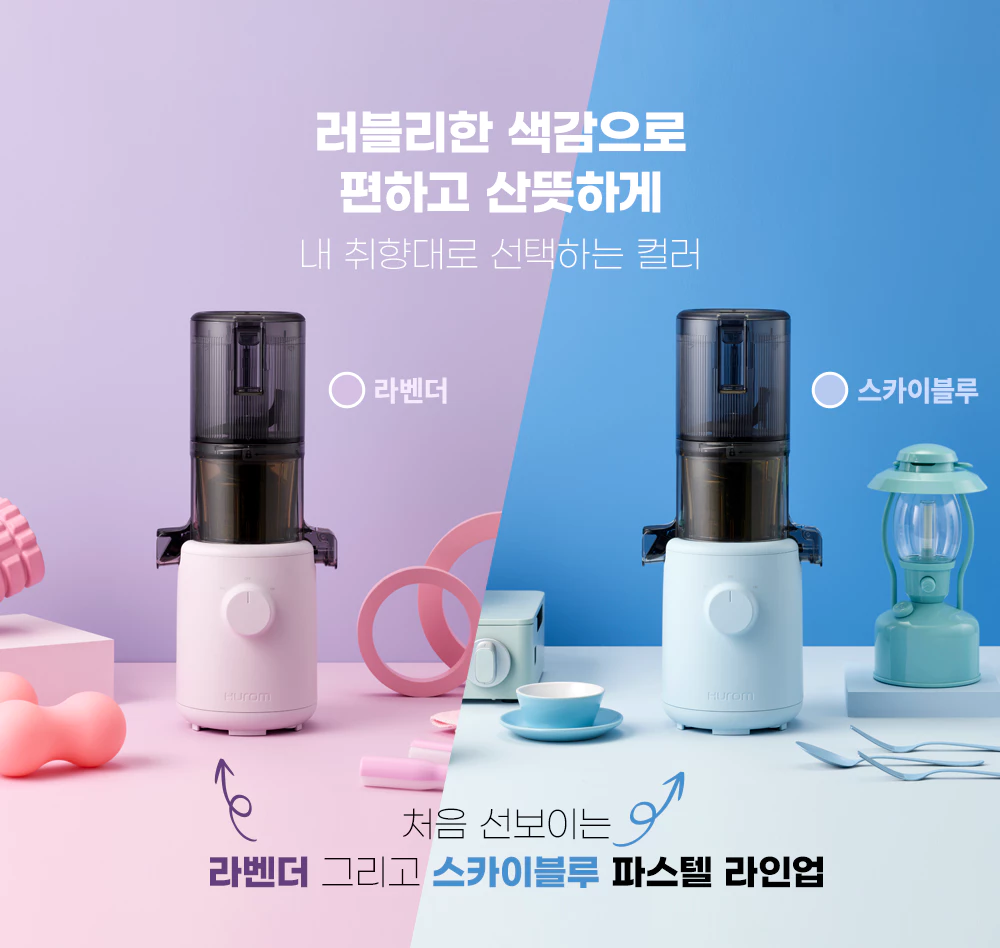 러블리한 색감으로
편하고 산뜻하게
내 취향대로 선택하는 컬러
라벤더
스카이블루
Hurom
Hurom
처음 선보이는
라벤더 그리고 스카이블루 파스텔 라인업